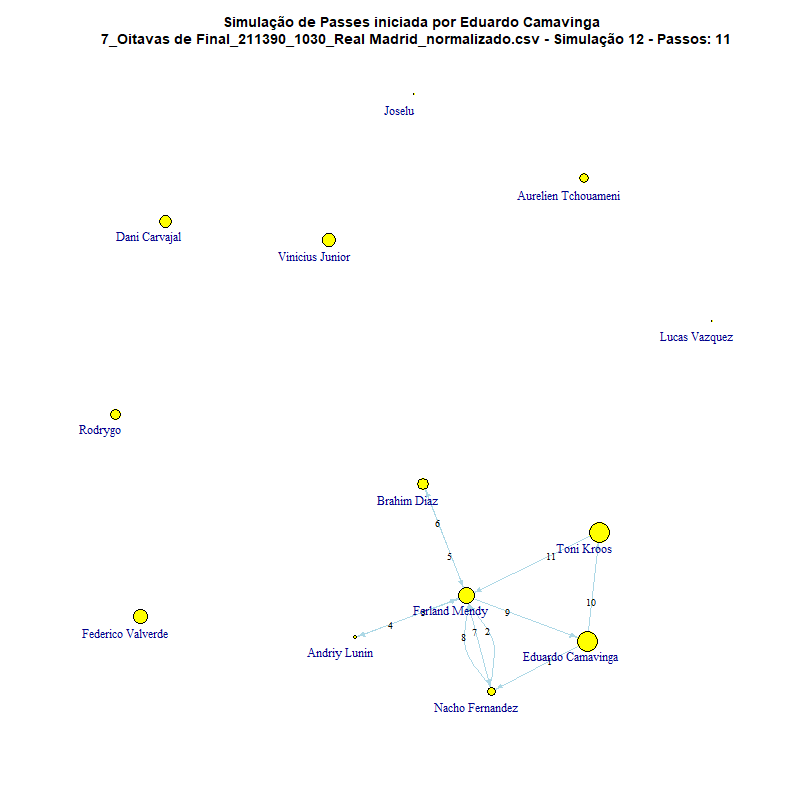 Simulação de Passes iniciada por Eduardo Camavinga
7_Oitavas de Final_211390_1030_Real Madrid_normalizado.csv - Simulação 12 - Passos: 11
Joselu
Aurelien Tchouameni
Dani Carvajal
Vinicius Junior
Lucas Vazquez
Rodrygo
Brahim Diaz
6
Toni Kroos
5
11
10
Ferland Mendy
3
9
4
2
7
8
Federico Valverde
Andriy Lunin
Eduardo Camavinga
1
Nacho Fernandez